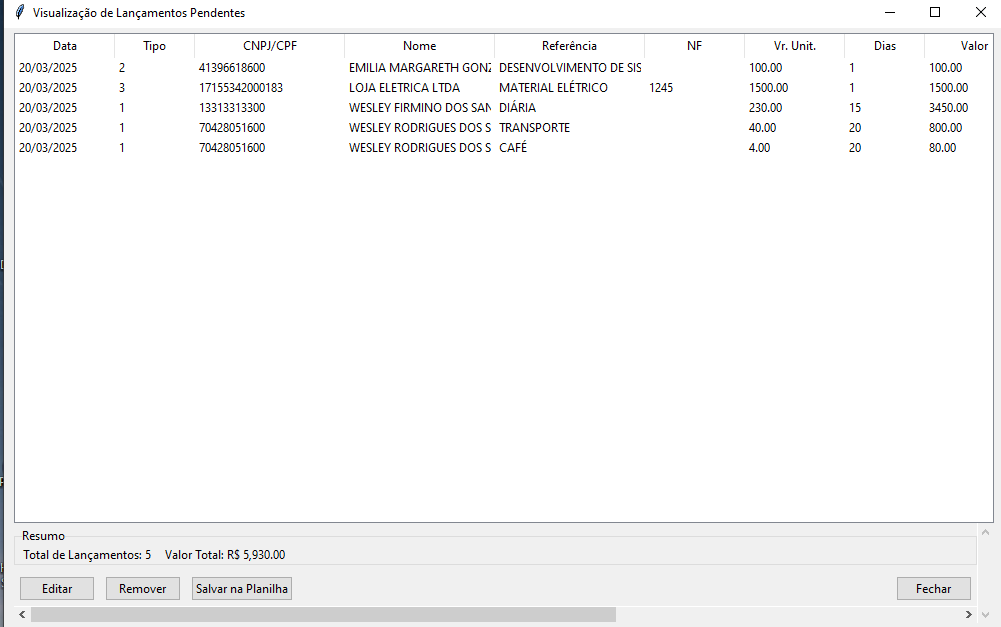 Visualização de Lançamentos Pendentes
Data Tipo CNPJ/CPF Nome Referência NF Vr. Unit. Dias Valor
20/03/2025 2 41396618600 EMILIA MARGARETH GONZ DESENVOLVIMENTO DE SIS 100.00 1 100.00
20/03/2025 3 17155342000183 LOJA ELETRICA LTDA MATERIAL ELÉTRICO 1245 1500.00 1 1500.00
20/03/2025 1 13313313300 WESLEY FIRMINO DOS SAN DIÁRIA 230.00 15 3450.00
20/03/2025 1 70428051600 WESLEY RODRIGUES DOS S TRANSPORTE 40.00 20 800.00
20/03/2025 1 70428051600 WESLEY RODRIGUES DOS S CAFÉ 4.00 20 80.00
Resumo
Total de Lançamentos: 5 Valor Total: R$ 5,930.00
Editar Remover Salvar na Planilha Fechar